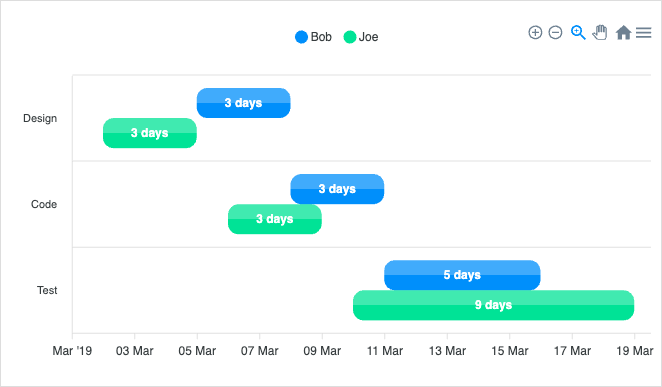 Bob Joe
Design
3 days
3 days
Code
3 days
3 days
Test
5 days
9 days
Mar '19 03 Mar 05 Mar 07 Mar 09 Mar 11 Mar 13 Mar 15 Mar 17 Mar 19 Mar